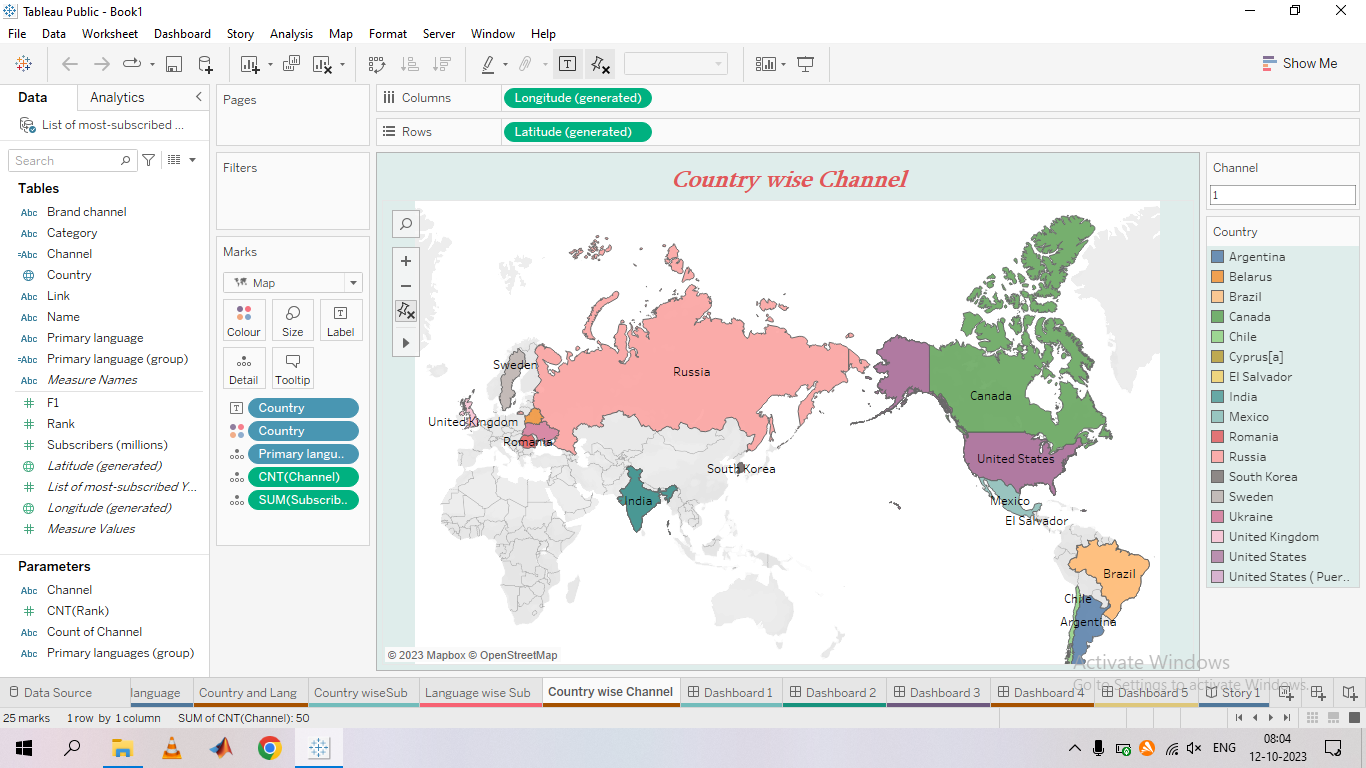 Tableau Public - Book1
File Data Worksheet Dashboard Story Analysis Map Format Server Window Help
Show Me
Data Analytics
List of most-subscribed ...
Search
Tables
Abc Brand channel
Abc Category
=Abc Channel
Country
Abc Link
Abc Name
Abc Primary language
=Abc Primary language (group)
Abc Measure Names
F1
Rank
Subscribers (millions)
Latitude (generated)
List of most-subscribed Y...
Longitude (generated)
Measure Values
Parameters
Abc Channel
CNT(Rank)
Abc Count of Channel
Abc Primary languages (group)
Pages
Filters
Marks
Map
Colour Size Label
Detail Tooltip
Country
Country
Primary langu..
CNT(Channel)
SUM(Subscrib..
Columns Longitude (generated)
Rows Latitude (generated)
Country wise Channel
Russia
Sweden
Canada
United Kingdom
Romania
United States
South Korea
India
Mexico
El Salvador
Brazil
Chile
Argentina
© 2023 Mapbox © OpenStreetMap
Channel
1
Country
Argentina
Belarus
Brazil
Canada
Chile
Cyprus[a]
El Salvador
India
Mexico
Romania
Russia
South Korea
Sweden
Ukraine
United Kingdom
United States
United States ( Puer..
Activate Windows
Go to Settings to activate Windows.
Data Source language Country and Lang Country wiseSub Language wise Sub Country wise Channel Dashboard 1 Dashboard 2 Dashboard 3 Dashboard 4 Dashboard 5 Story 1
25 marks 1 row by 1 column SUM of CNT(Channel): 50
ENG
08:04
12-10-2023